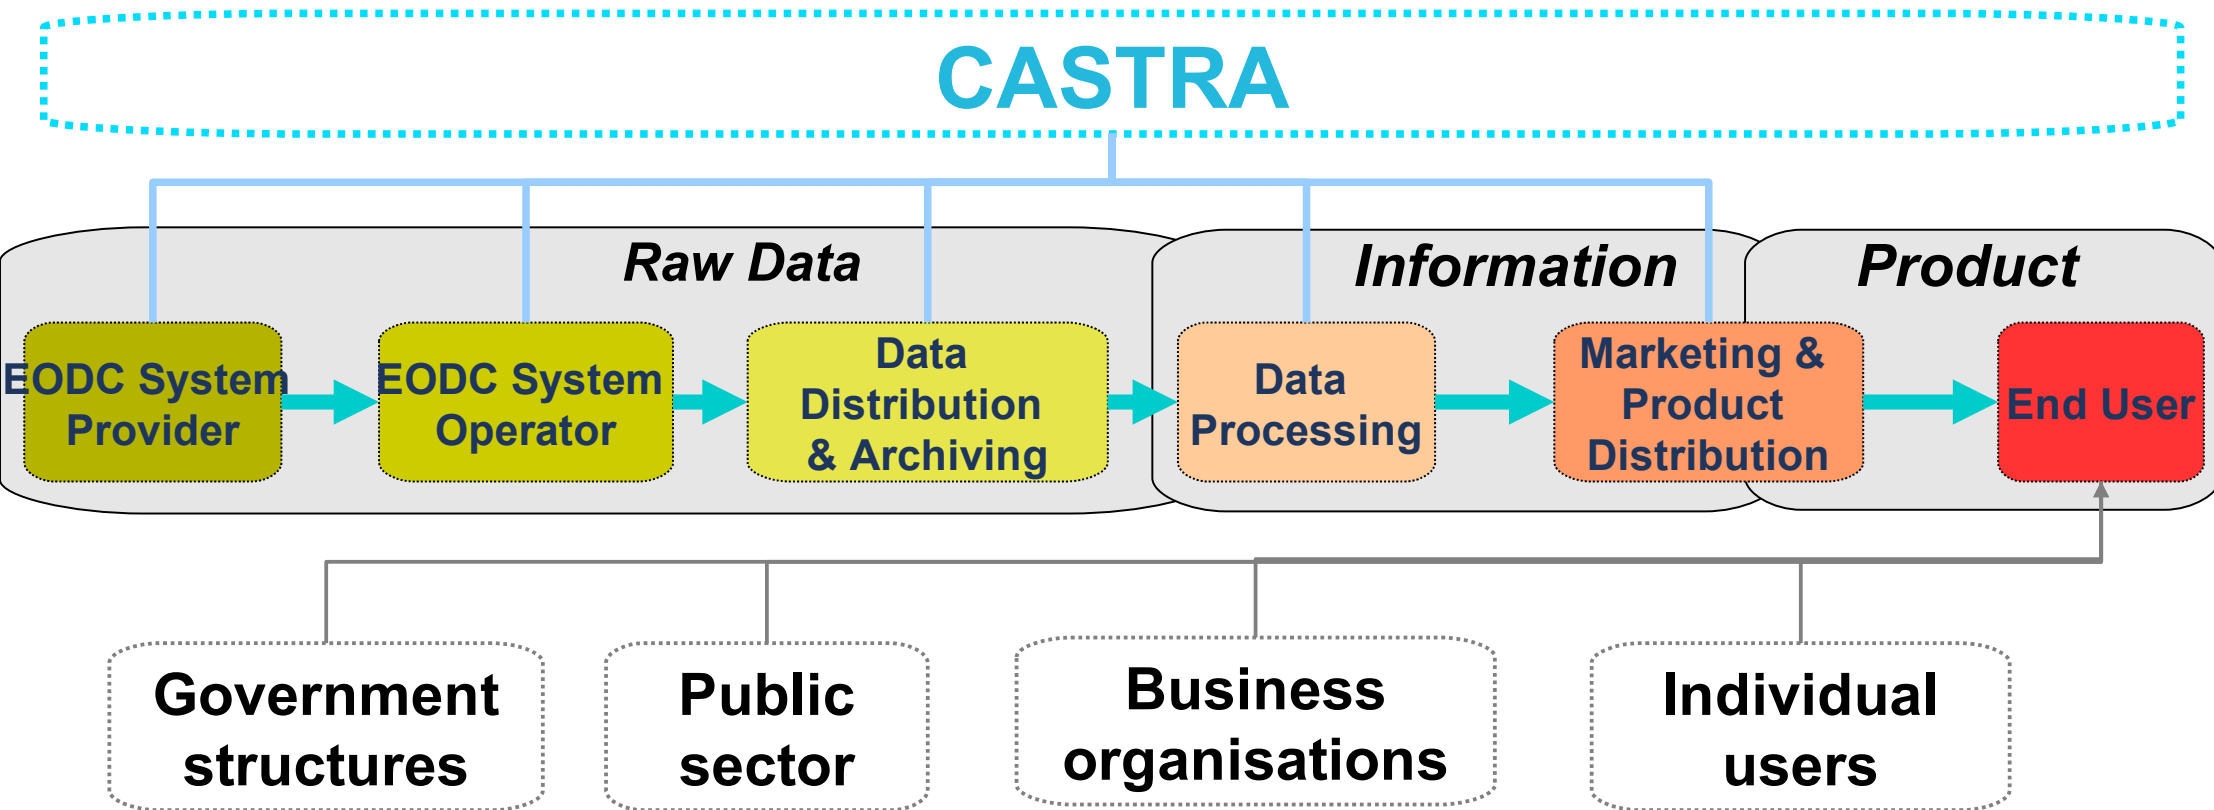 CASTRA
Raw Data
Information
Product
EODC System
Provider
EODC System
Operator
Data
Distribution
& Archiving
Data
Processing
Marketing &
Product
Distribution
End User
Government
structures
Public
sector
Business
organisations
Individual
users